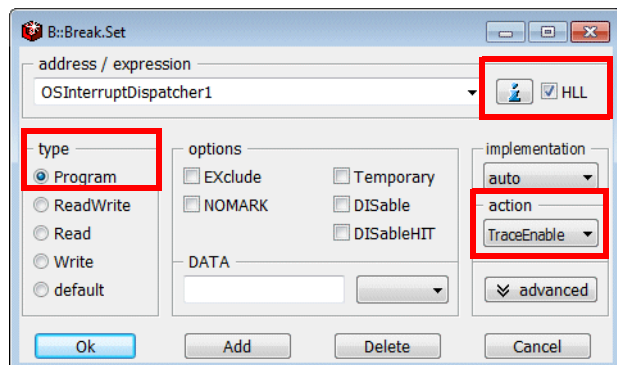 B::Break.Set
address / expression
OSInterruptDispatcher1
i HLL
type
options
implementation
Program
EXclude
Temporary
auto
ReadWrite
NOMARK
DISable
action
Read
DISableHIT
TraceEnable
Write
DATA
default
advanced
Ok
Add
Delete
Cancel